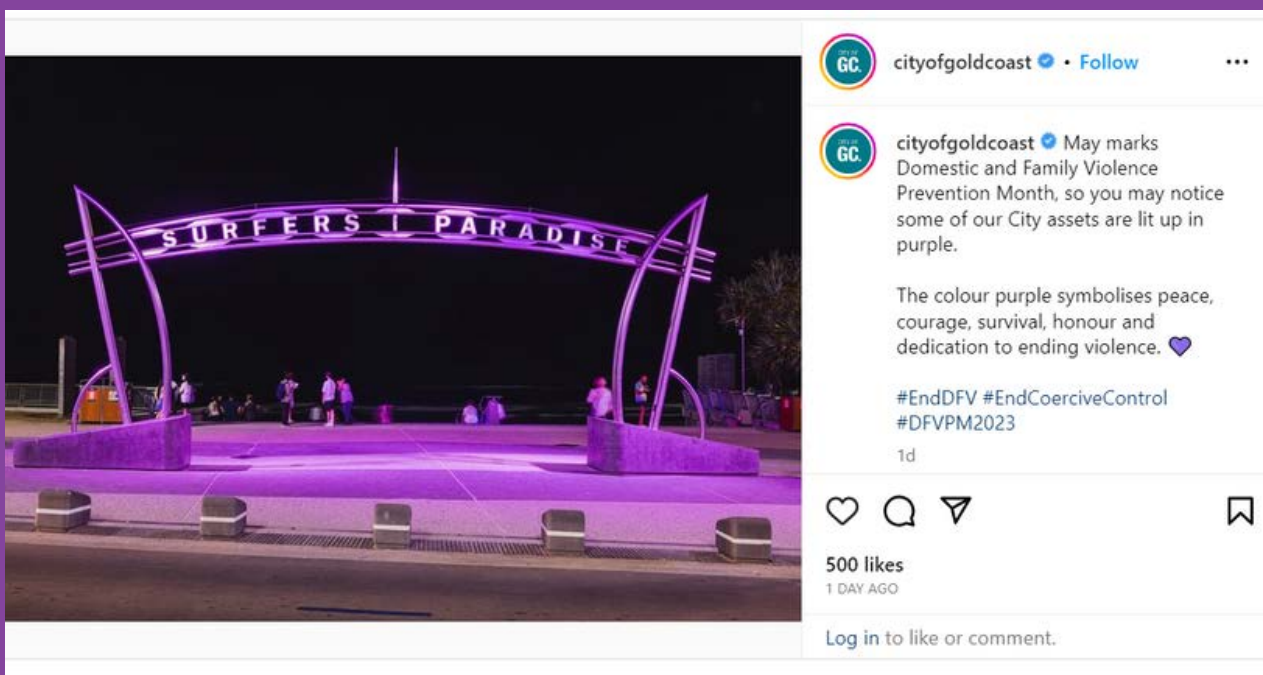 SURFERS PARADISE
GC.
cityofgoldcoast • Follow
GC.
cityofgoldcoast May marks
Domestic and Family Violence
Prevention Month, so you may notice
some of our City assets are lit up in
purple.
The colour purple symbolises peace,
courage, survival, honour and
dedication to ending violence. 💜
#EndDFV #EndCoerciveControl
#DFVPM2023
1d
500 likes
1 DAY AGO
Log in to like or comment.